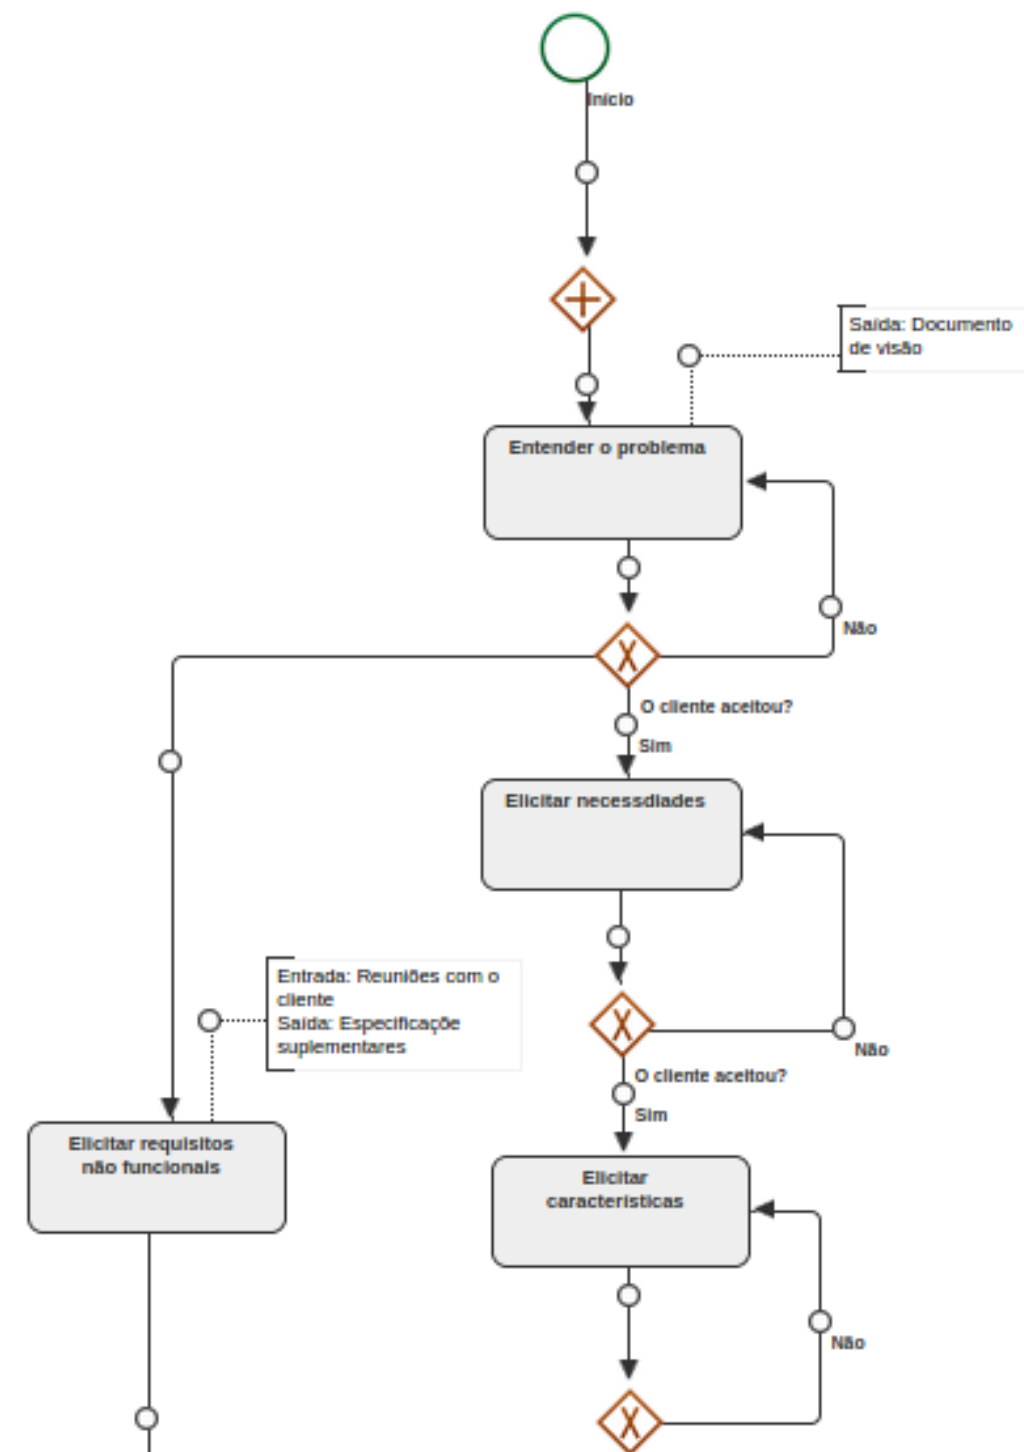 Início
Saída: Documento
de visão
Entender o problema
Não
O cliente aceitou?
Sim
Elicitar necessdiades
Não
Entrada: Reuniões com o
cliente
Saída: Especificaçõe
suplementares
O cliente aceitou?
Sim
Elicitar requisitos
não funcionais
Elicitar
características
Não